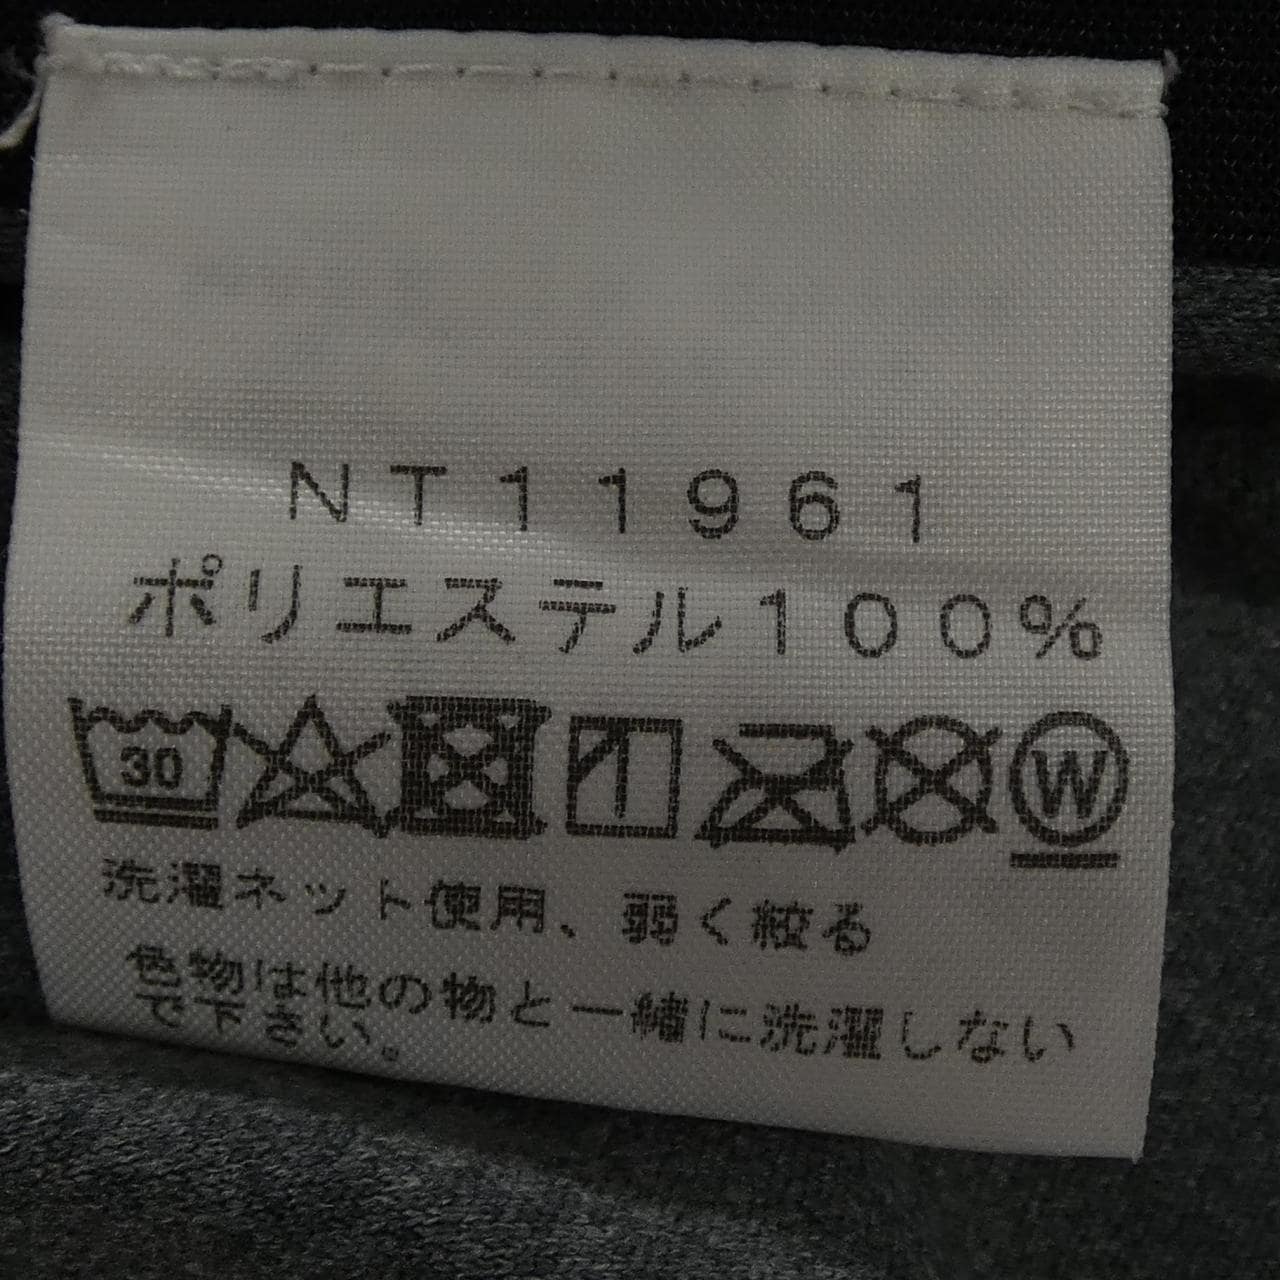 NT11961
ポリエステル100%
30 W
洗濯ネット使用、弱く絞る
色物は他の物と一緒に洗濯しない
で下さい。